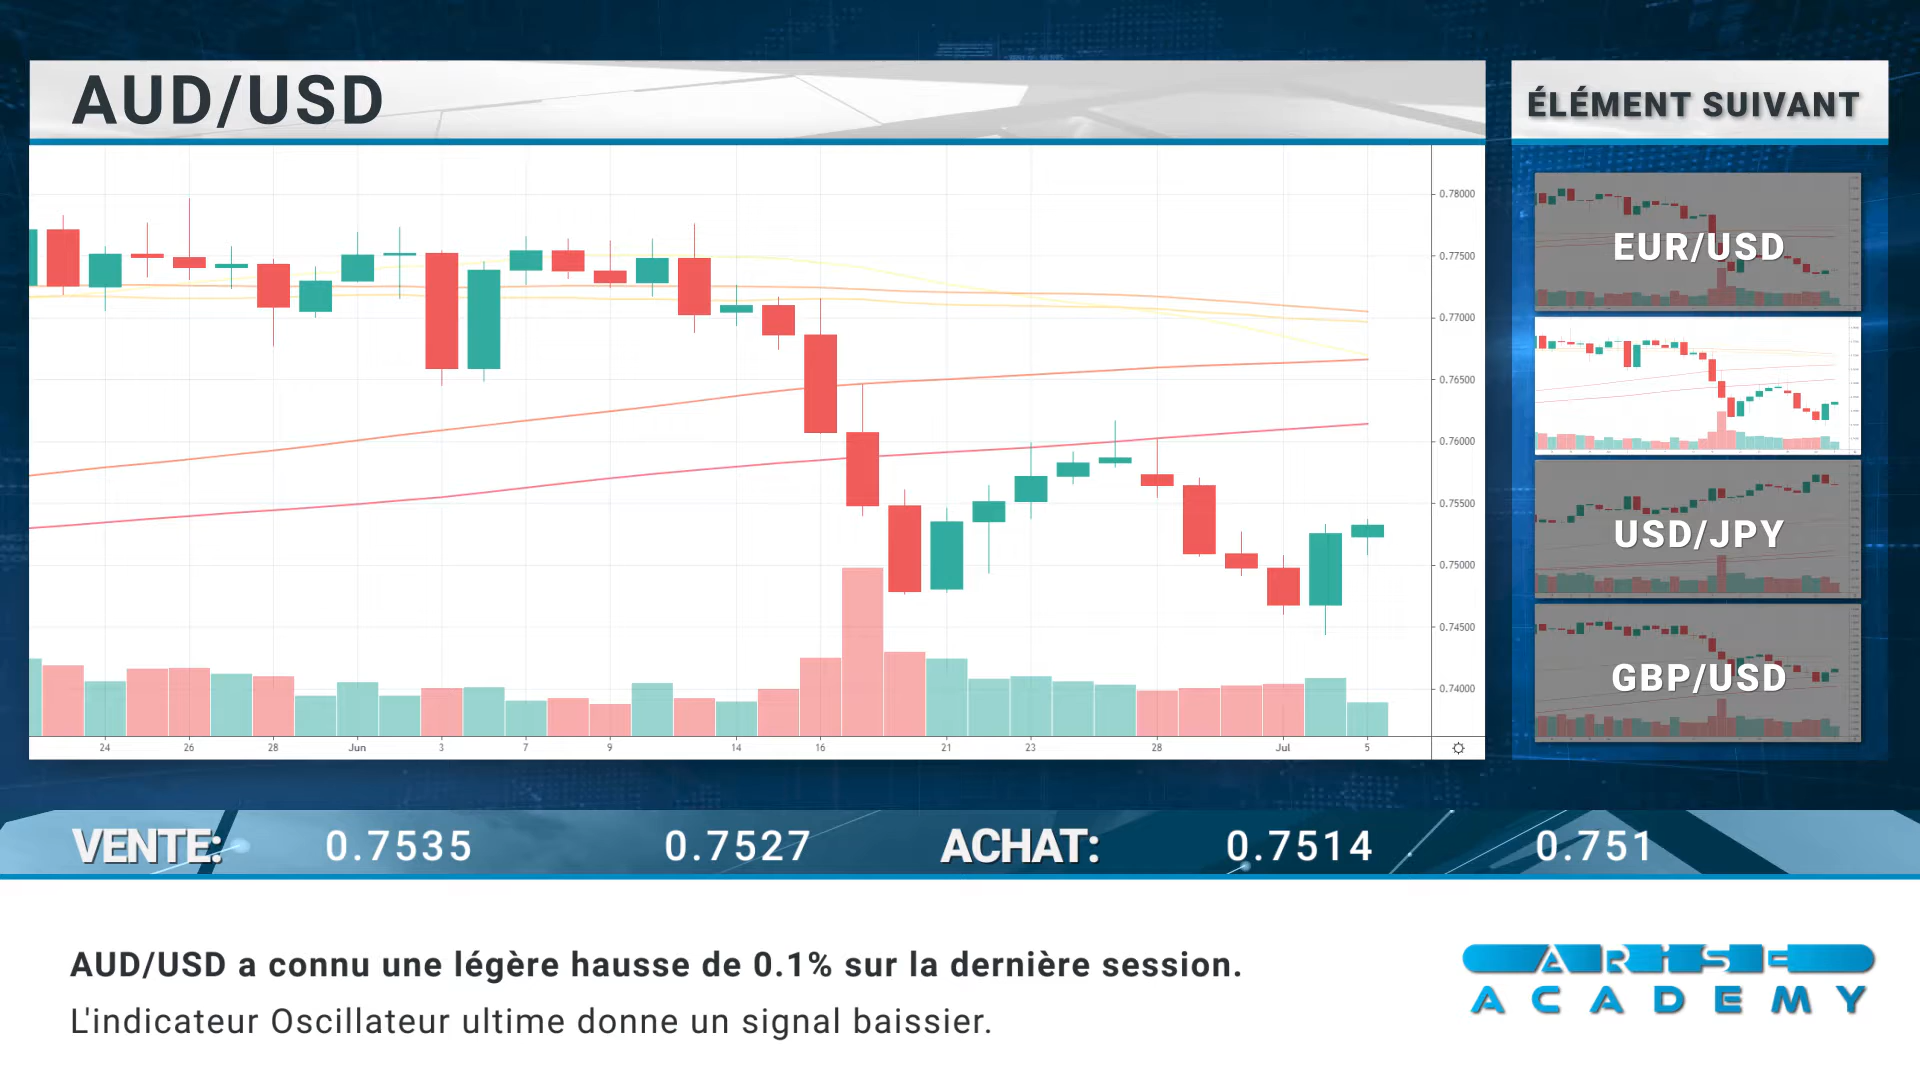 AUD/USD
ÉLÉMENT SUIVANT
0.78000
0.77500
0.77000
0.76500
0.76000
0.75500
0.75000
0.74500
0.74000
24 26 28 Jun 3 7 9 14 16 21 23 28 Jul 5
EUR/USD
USD/JPY
GBP/USD
VENTE: 0.7535 0.7527 ACHAT: 0.7514 0.751
AUD/USD a connu une légère hausse de 0.1% sur la dernière session.
L'indicateur Oscillateur ultime donne un signal baissier.
ARISE
ACADEMY